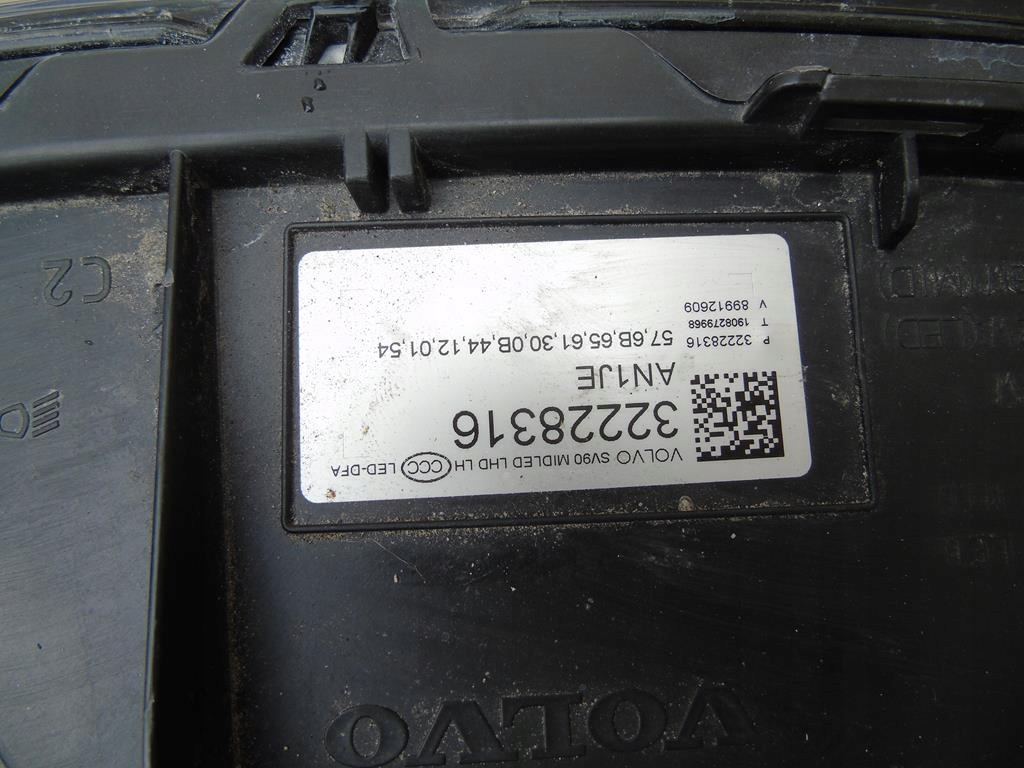 VOLVO
VOLVO SV90 MIDLED LHD LH CCC LED-DFA
32228316
AN1JE
57,6B,65,61,30,0B,44,12,01,54
P 32228316
T 1908279968
V 89912609
C2